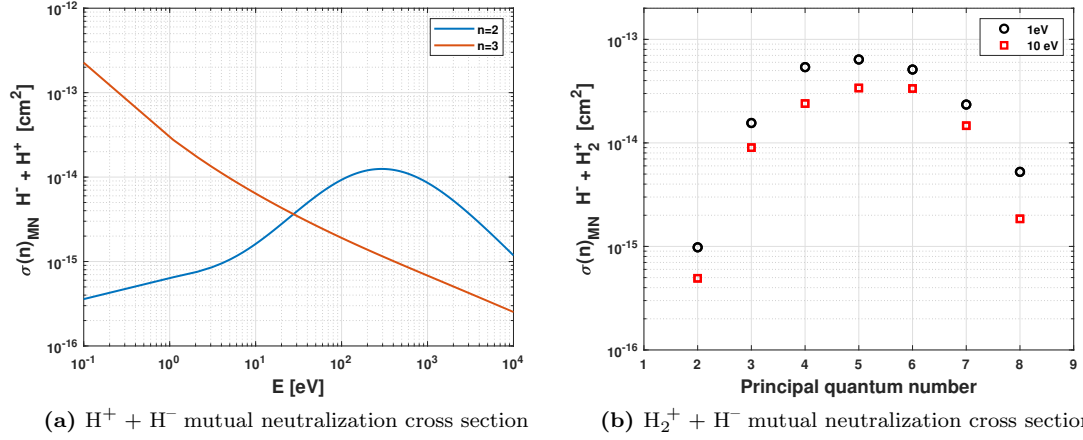 10^-12
10^-13
10^-14
10^-15
10^-16
σ(n)_MN H^- + H^+ [cm^2]
n=2
n=3
10^-1
10^0
10^1
10^2
10^3
10^4
E [eV]
(a) H^+ + H^− mutual neutralization cross section
10^-13
10^-14
10^-15
10^-16
σ(n)_MN H^- + H_2^+ [cm^2]
1eV
10 eV
1 2 3 4 5 6 7 8 9
Principal quantum number
(b) H_2^+ + H^− mutual neutralization cross section